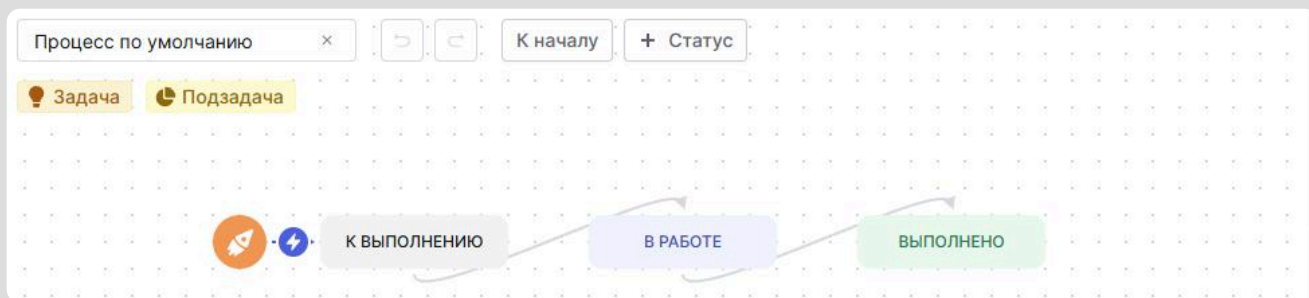 Процесс по умолчанию
К началу
+ Статус
Задача
Подзадача
К ВЫПОЛНЕНИЮ
В РАБОТЕ
ВЫПОЛНЕНО